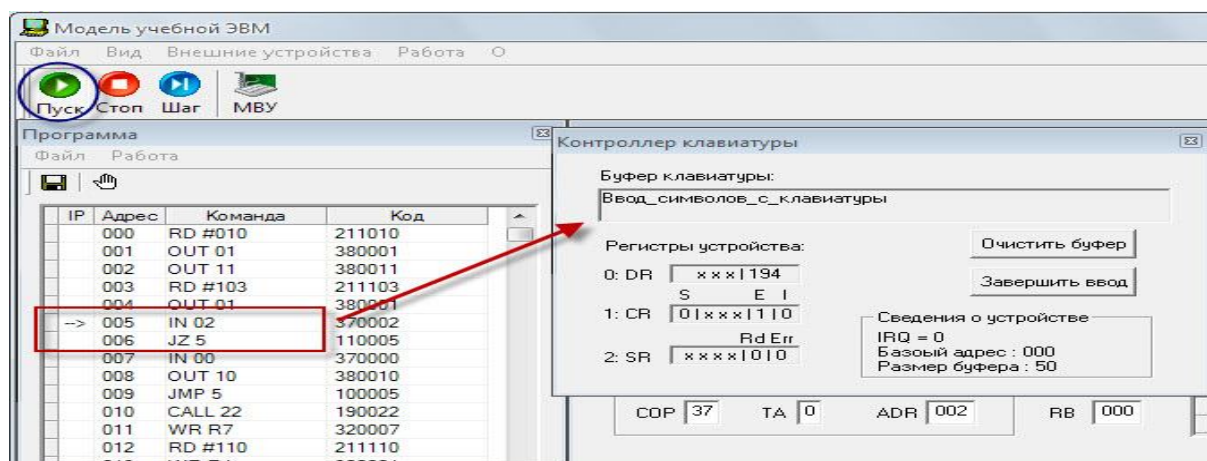 Модель учебной ЭВМ
Файл Вид Внешние устройства Работа О
Пуск Стоп Шаг МВУ
Программа
Файл Работа
IP Адрес Команда Код
000 RD #010 211010
001 OUT 01 380001
002 OUT 11 380011
003 RD #103 211103
004 OUT 01 380001
--> 005 IN 02 370002
006 JZ 5 110005
007 IN 00 370000
008 OUT 10 380010
009 JMP 5 100005
010 CALL 22 190022
011 WR R7 320007
012 RD #110 211110
Контроллер клавиатуры
Буфер клавиатуры:
Ввод_символов_с_клавиатуры
Регистры устройства:
Очистить буфер
0: DR x x x | 194
Завершить ввод
S E I
1: CR 0 | x x x | 1 | 0
Rd Err
2: SR x x x x | 0 | 0
Сведения о устройстве
IRQ = 0
Базоый адрес : 000
Размер буфера : 50
COP 37 TA 0 ADR 002 RB 000